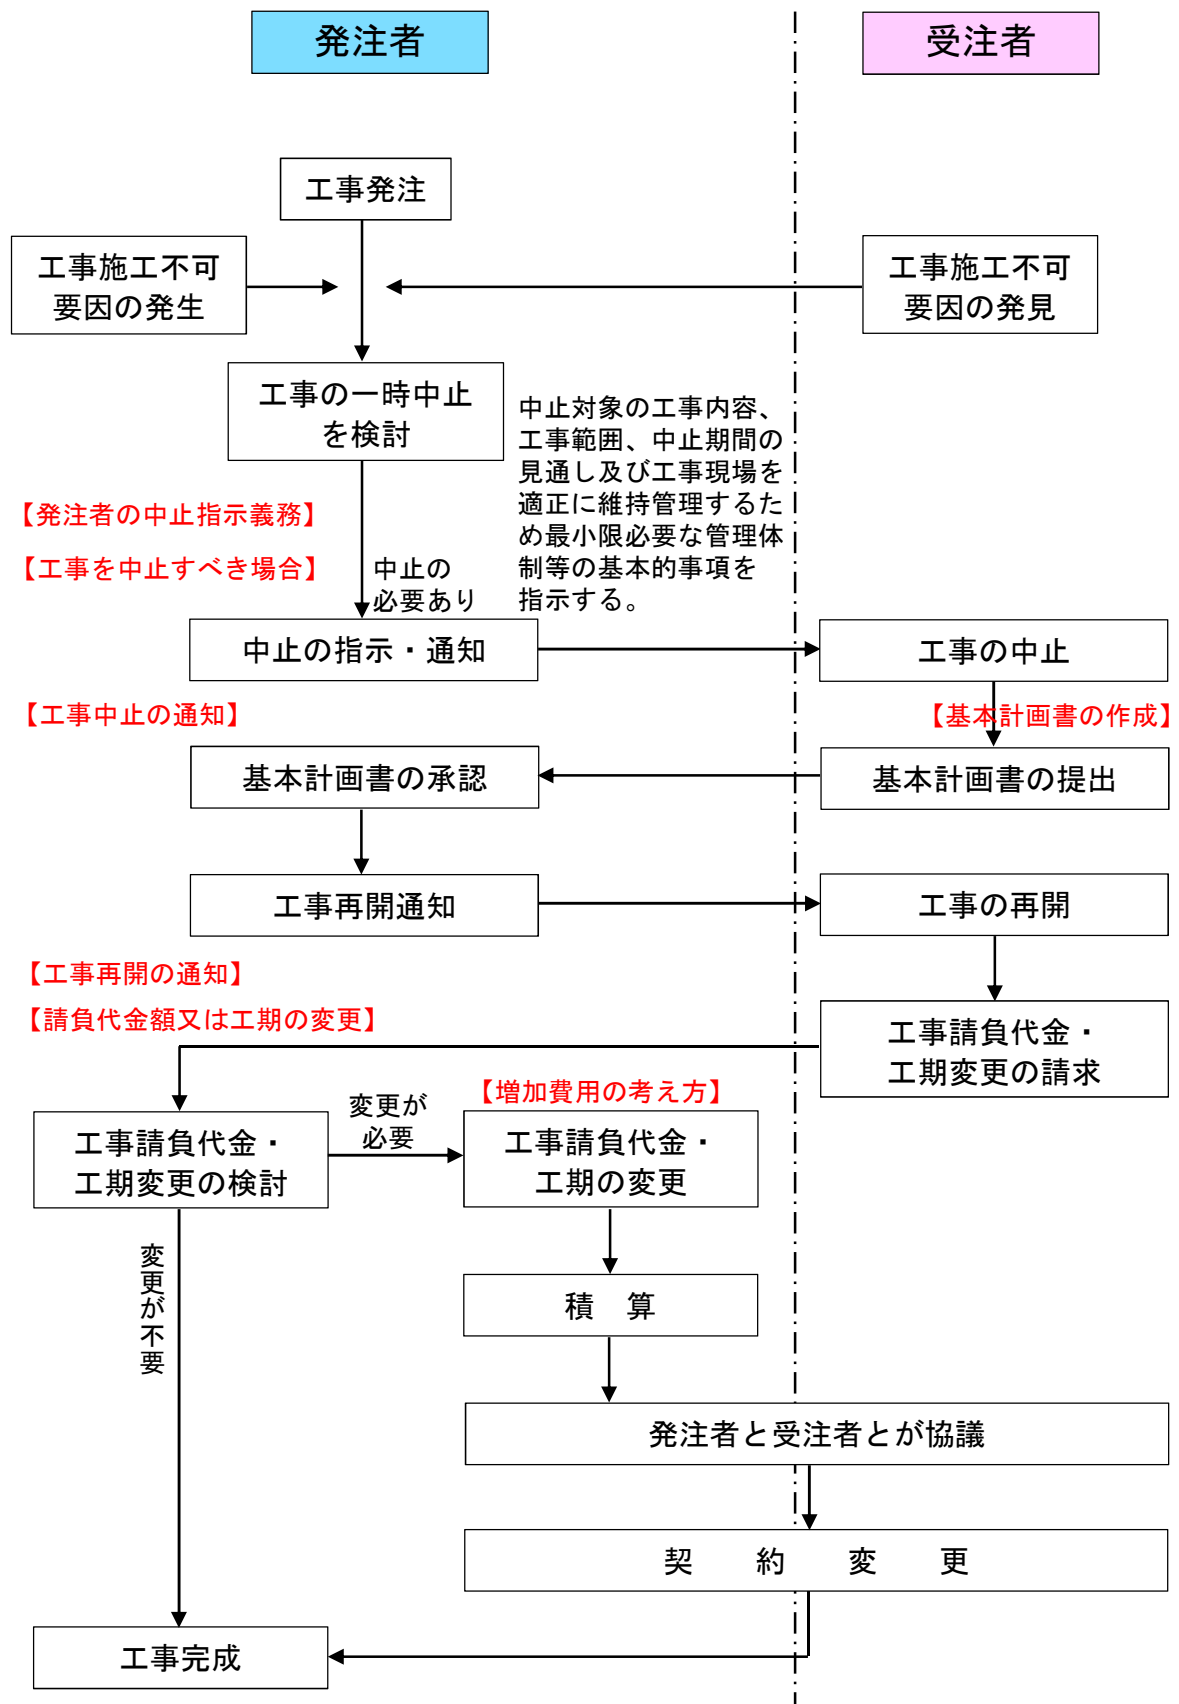 発注者
受注者
工事発注
工事施工不可
要因の発生
工事施工不可
要因の発見
工事の一時中止
を検討
中止対象の工事内容、
工事範囲、中止期間の
見通し及び工事現場を
適正に維持管理するた
め最小限必要な管理体
制等の基本的事項を
指示する。
【発注者の中止指示義務】
【工事を中止すべき場合】
中止の
必要あり
中止の指示・通知
工事の中止
【工事中止の通知】
【基本計画書の作成】
基本計画書の承認
基本計画書の提出
工事再開通知
工事の再開
【工事再開の通知】
【請負代金額又は工期の変更】
工事請負代金・
工期変更の請求
【増加費用の考え方】
変更が
必要
工事請負代金・
工期変更の検討
工事請負代金・
工期の変更
変更が不要
積　算
発注者と受注者とが協議
契　約　変　更
工事完成